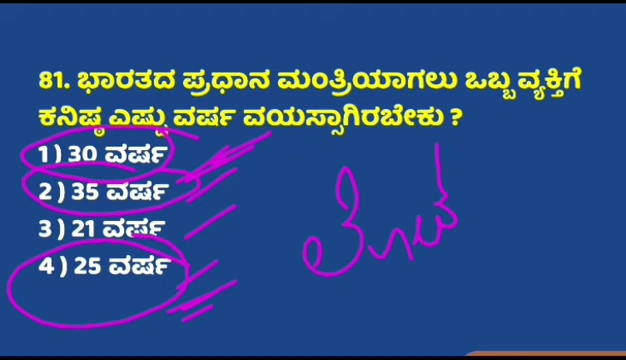 81. ಭಾರತದ ಪ್ರಧಾನ ಮಂತ್ರಿಯಾಗಲು ಒಬ್ಬ ವ್ಯಕ್ತಿಗೆ
ಕನಿಷ್ಠ ಎಷ್ಟು ವರ್ಷ ವಯಸ್ಸಾಗಿರಬೇಕು ?
1) 30 ವರ್ಷ
2) 35 ವರ್ಷ
3) 21 ವರ್ಷ
4) 25 ವರ್ಷ